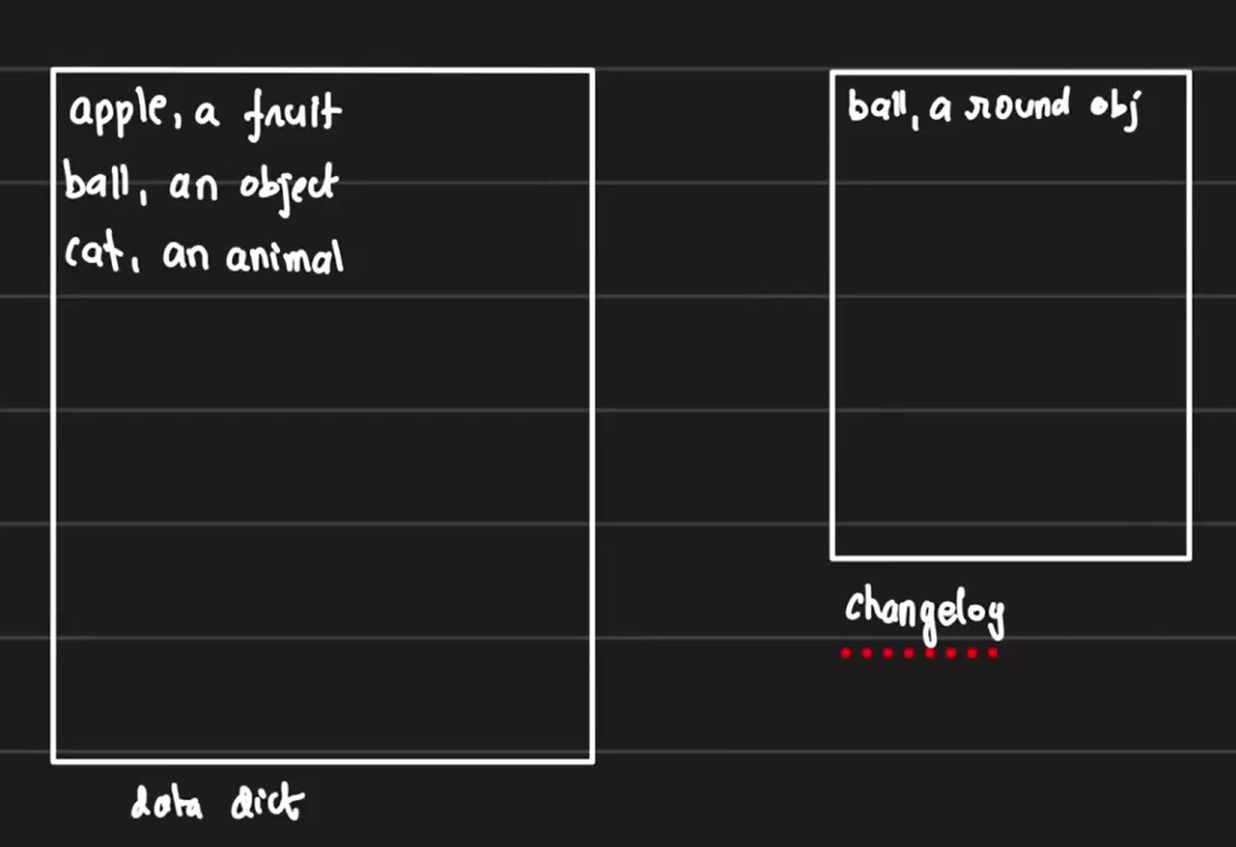 apple, a fruit
ball, an object
cat, an animal
data dict
ball, a round obj
changelog